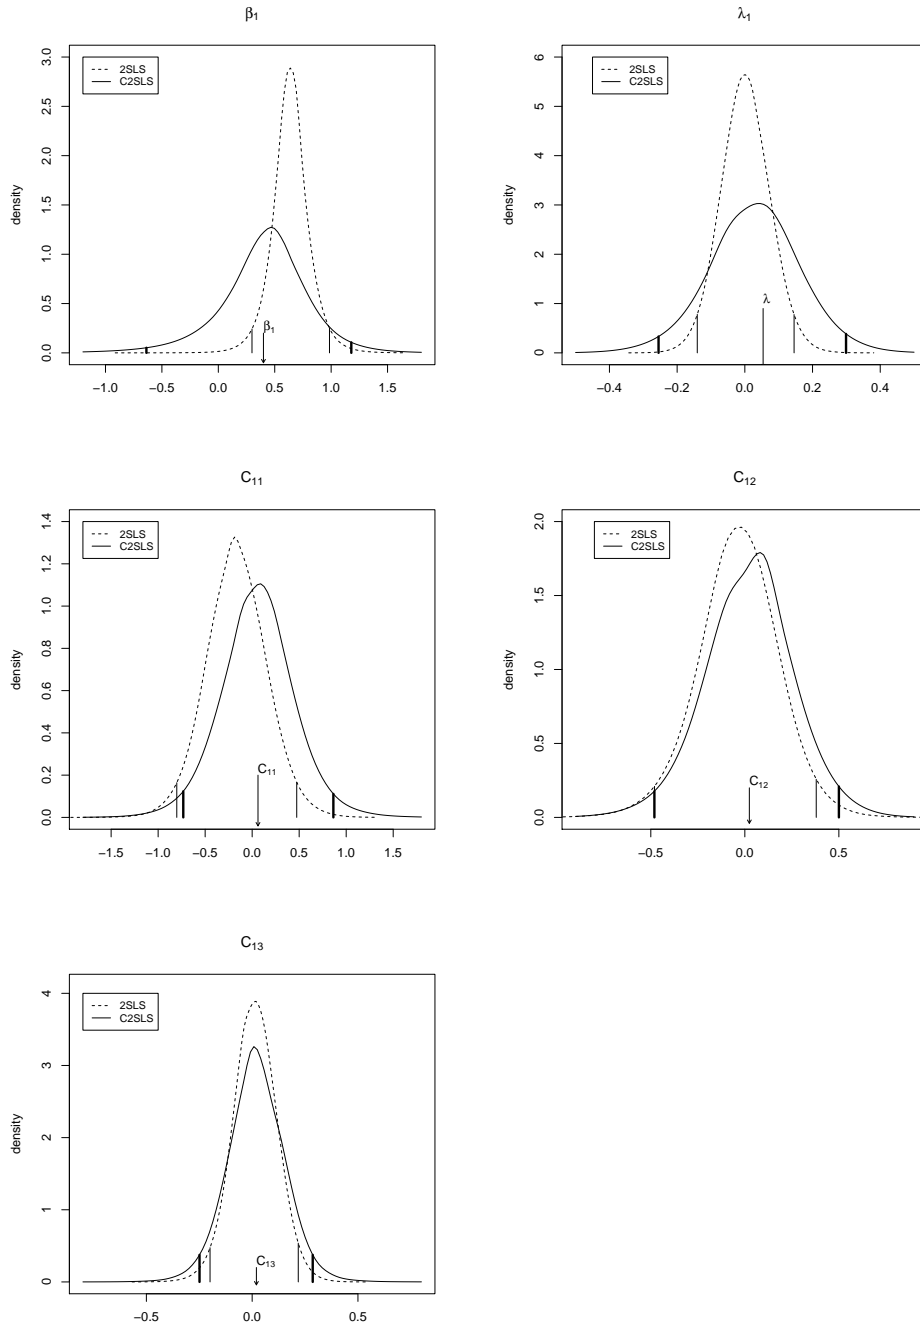 β₁
2SLS
C2SLS
density
0.0 0.5 1.0 1.5 2.0 2.5 3.0
β₁
−1.0 −0.5 0.0 0.5 1.0 1.5
λ₁
2SLS
C2SLS
density
0 1 2 3 4 5 6
λ
−0.4 −0.2 0.0 0.2 0.4
C₁₁
2SLS
C2SLS
density
0.0 0.2 0.4 0.6 0.8 1.0 1.2 1.4
C₁₁
−1.5 −1.0 −0.5 0.0 0.5 1.0 1.5
C₁₂
2SLS
C2SLS
density
0.0 0.5 1.0 1.5 2.0
C₁₂
−0.5 0.0 0.5
C₁₃
2SLS
C2SLS
density
0 1 2 3 4
C₁₃
−0.5 0.0 0.5